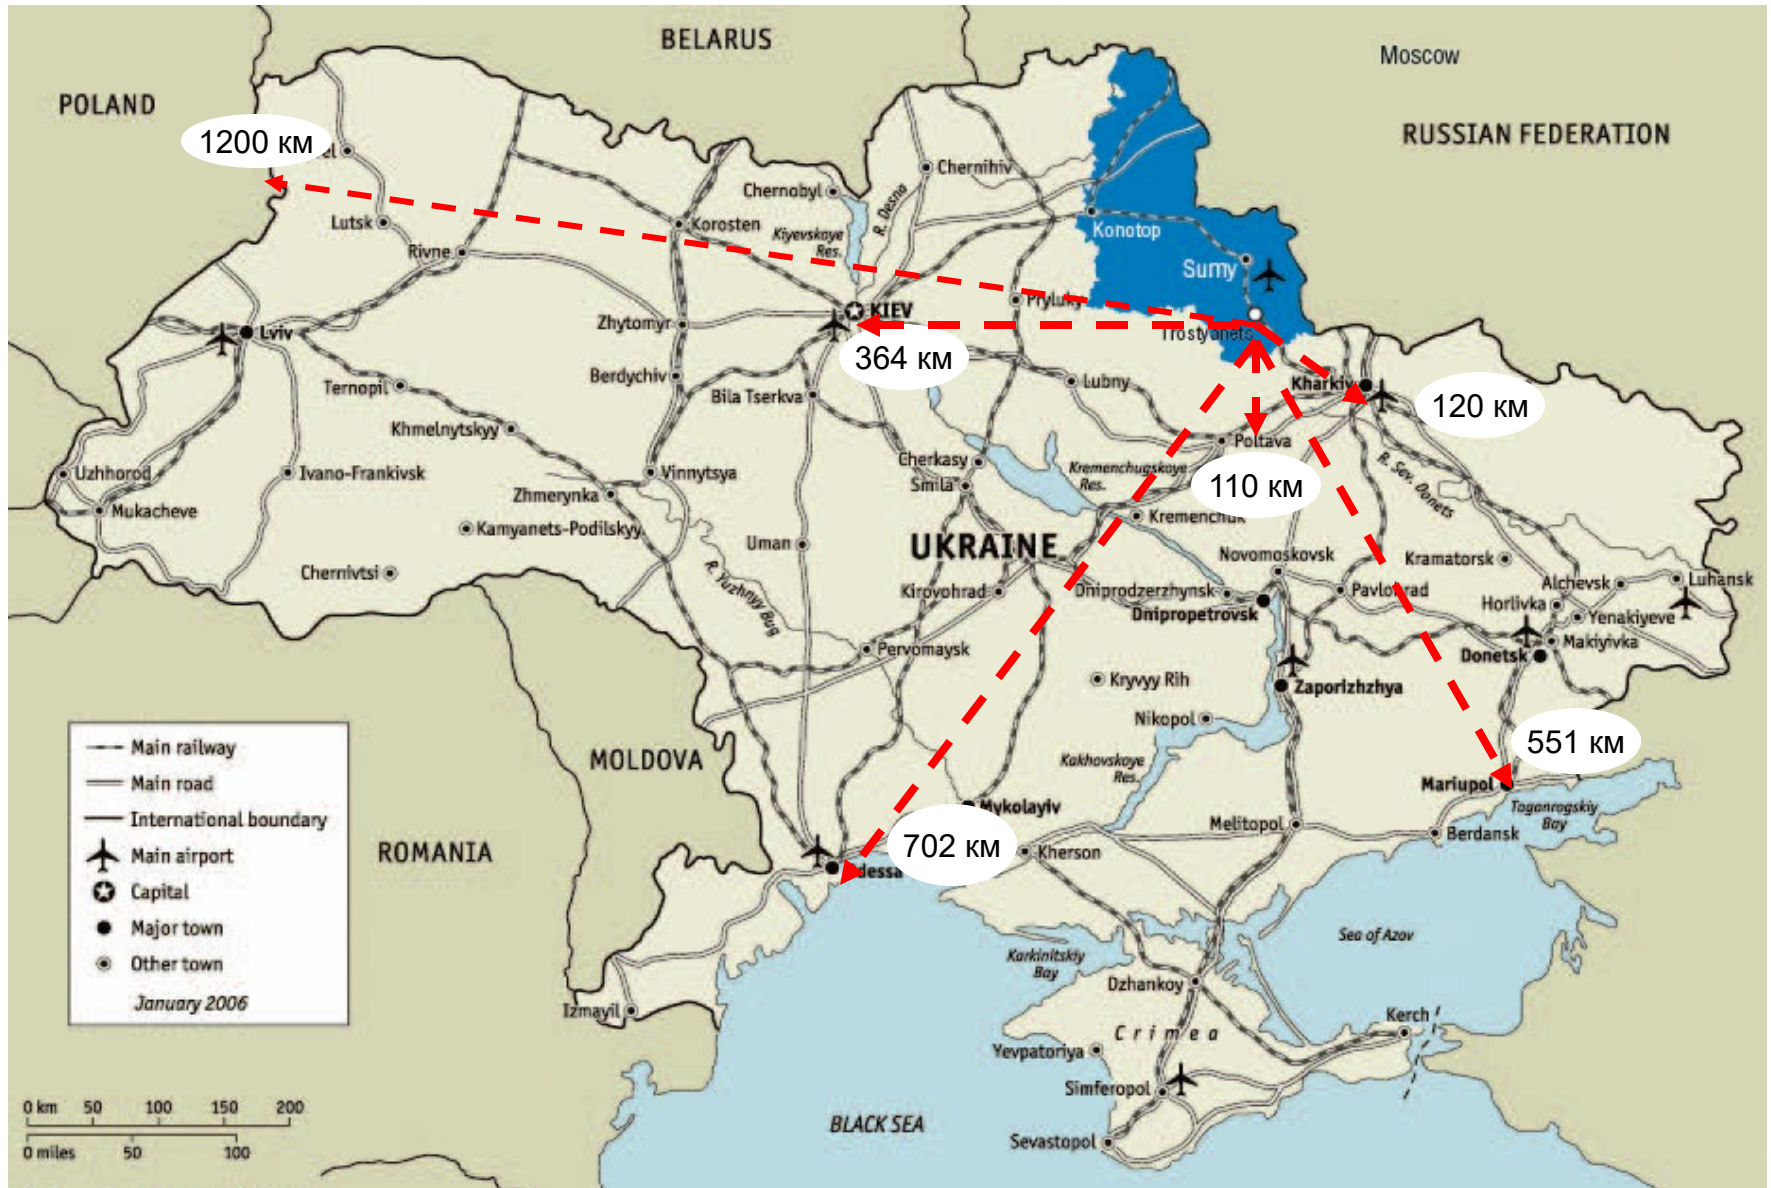 BELARUS
Moscow
POLAND
RUSSIAN FEDERATION
1200 км
el
Chernihiv
Chernobyl
R. Desna
Lutsk
Korosten
Konotop
Kiyevskoye
Res.
Rivne
Sumy
Pryluky
KIEV
Zhytomyr
Lviv
Trostyanets
364 км
Berdychiv
Lubny
Kharkiv
Ternopil
Bila Tserkva
120 км
Khmelnytskyy
Poltava
Cherkasy
Kremenchugskoye
Res.
R. Sev. Donets
Uzhhorod
Ivano-Frankivsk
Vinnytsya
Smila
110 км
Zhmerynka
Mukacheve
Kremenchuk
Kamyanets-Podilskyy
Uman
UKRAINE
Novomoskovsk
Kramatorsk
Chernivtsi
R. Yuzhnyy Bug
Kirovohrad
Dniprodzerzhynsk
Pavlohrad
Alchevsk
Luhansk
Dnipropetrovsk
Horlivka
Yenakiyeve
Pervomaysk
Donetsk
Makiyivka
Kryvyy Rih
Zaporizhzhya
Nikopol
Main railway
MOLDOVA
Kakhovskoye
Res.
551 км
Main road
Mariupol
Mykolayiv
Taganrogskiy
Bay
International boundary
Melitopol
Berdansk
Main airport
ROMANIA
702 км
Kherson
dessa
Capital
Major town
Other town
January 2006
Sea of Azov
Karkinitskiy
Bay
Dzhankoy
Izmayil
Kerch
Crimea
Yevpatoriya
Simferopol
0 km 50 100 150 200
BLACK SEA
Sevastopol
0 miles 50 100